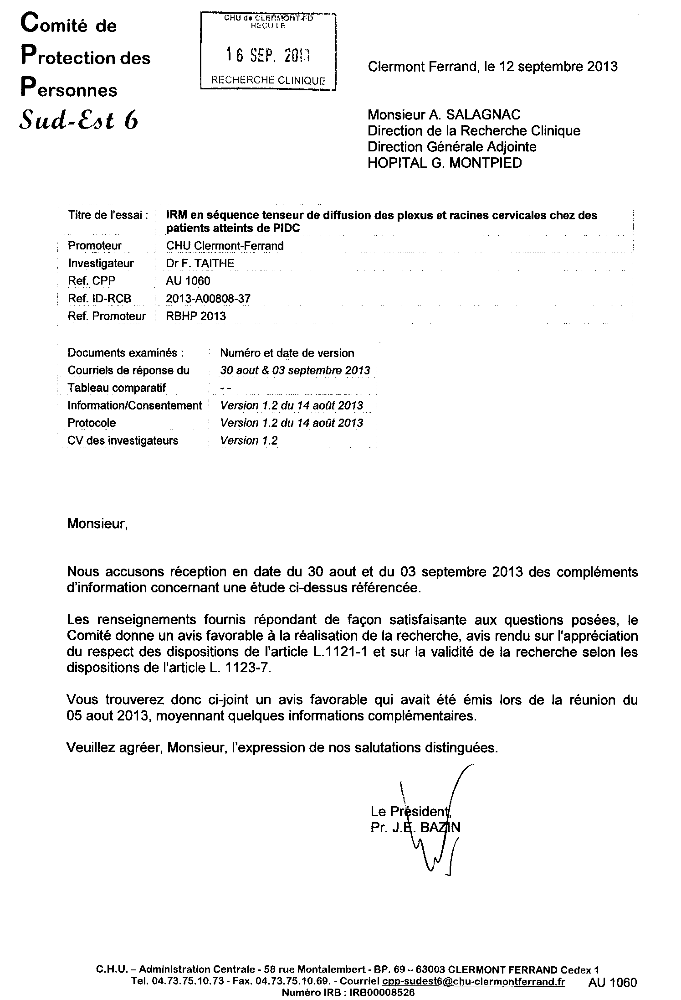 Comité de
Protection des
Personnes
Sud-Est 6
CHU de CLERMONT-FD
RECU LE
16 SEP. 2013
RECHERCHE CLINIQUE
Clermont Ferrand, le 12 septembre 2013
Monsieur A. SALAGNAC
Direction de la Recherche Clinique
Direction Générale Adjointe
HOPITAL G. MONTPIED
Titre de l'essai : IRM en séquence tenseur de diffusion des plexus et racines cervicales chez des
patients atteints de PIDC
Promoteur CHU Clermont-Ferrand
Investigateur Dr F. TAITHE
Ref. CPP AU 1060
Ref. ID-RCB 2013-A00808-37
Ref. Promoteur RBHP 2013
Documents examinés : Numéro et date de version
Courriels de réponse du 30 aout & 03 septembre 2013
Tableau comparatif - -
Information/Consentement Version 1.2 du 14 août 2013
Protocole Version 1.2 du 14 août 2013
CV des investigateurs Version 1.2
Monsieur,
Nous accusons réception en date du 30 aout et du 03 septembre 2013 des compléments
d'information concernant une étude ci-dessus référencée.
Les renseignements fournis répondant de façon satisfaisante aux questions posées, le
Comité donne un avis favorable à la réalisation de la recherche, avis rendu sur l'appréciation
du respect des dispositions de l'article L.1121-1 et sur la validité de la recherche selon les
dispositions de l'article L. 1123-7.
Vous trouverez donc ci-joint un avis favorable qui avait été émis lors de la réunion du
05 aout 2013, moyennant quelques informations complémentaires.
Veuillez agréer, Monsieur, l'expression de nos salutations distinguées.
Le Président,
Pr. J.E. BAZIN
C.H.U. – Administration Centrale - 58 rue Montalembert - BP. 69 – 63003 CLERMONT FERRAND Cedex 1
Tel. 04.73.75.10.73 - Fax. 04.73.75.10.69. - Courriel cpp-sudest6@chu-clermontferrand.fr AU 1060
Numéro IRB : IRB00008526